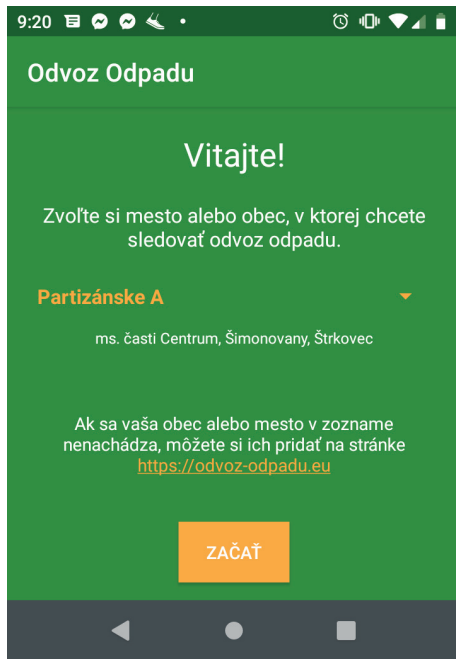 9:20
Odvoz Odpadu
Vitajte!
Zvoľte si mesto alebo obec, v ktorej chcete
sledovať odvoz odpadu.
Partizánske A
ms. časti Centrum, Šimonovany, Štrkovec
Ak sa vaša obec alebo mesto v zozname
nenachádza, môžete si ich pridať na stránke
https://odvoz-odpadu.eu
ZAČAŤ